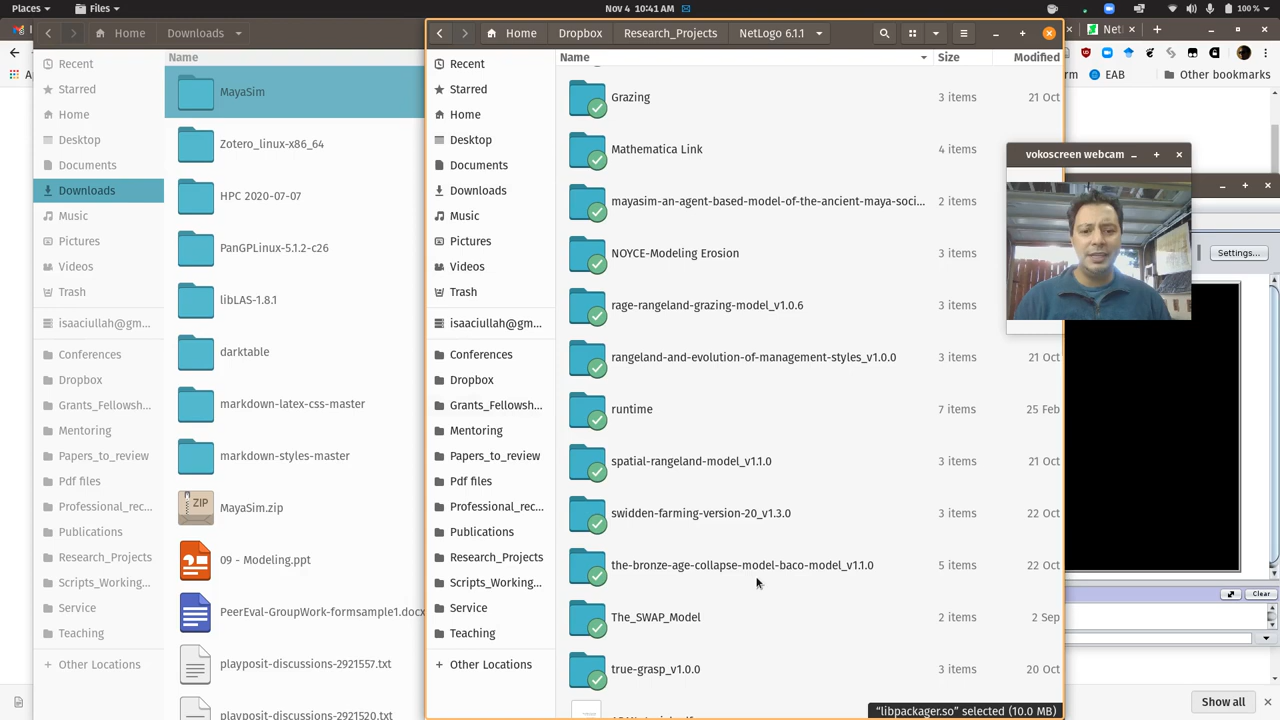 Places
Files
Nov 4 10:41 AM
100 %
Home
Downloads
Recent
Starred
Home
Desktop
Documents
Downloads
Music
Pictures
Videos
Trash
isaaciullah@gm...
Conferences
Dropbox
Grants_Fellowsh...
Mentoring
Papers_to_review
Pdf files
Professional_rec...
Publications
Research_Projects
Scripts_Working...
Service
Teaching
Other Locations
Name
MayaSim
Zotero_linux-x86_64
HPC 2020-07-07
PanGPLinux-5.1.2-c26
libLAS-1.8.1
darktable
markdown-latex-css-master
markdown-styles-master
MayaSim.zip
09 - Modeling.ppt
PeerEval-GroupWork-formsample1.docx
playposit-discussions-2921557.txt
playposit-discussions-2921520.txt
Home
Dropbox
Research_Projects
NetLogo 6.1.1
Recent
Starred
Home
Desktop
Documents
Downloads
Music
Pictures
Videos
Trash
isaaciullah@gm...
Conferences
Dropbox
Grants_Fellowsh...
Mentoring
Papers_to_review
Pdf files
Professional_rec...
Publications
Research_Projects
Scripts_Working...
Service
Teaching
Other Locations
Name Size Modified
Grazing 3 items 21 Oct
Mathematica Link 4 items
mayasim-an-agent-based-model-of-the-ancient-maya-soci... 2 items
NOYCE-Modeling Erosion 3 items
rage-rangeland-grazing-model_v1.0.6 3 items
rangeland-and-evolution-of-management-styles_v1.0.0 3 items 21 Oct
runtime 7 items 25 Feb
spatial-rangeland-model_v1.1.0 3 items 21 Oct
swidden-farming-version-20_v1.3.0 3 items 22 Oct
the-bronze-age-collapse-model-baco-model_v1.1.0 5 items 22 Oct
The_SWAP_Model 2 items 2 Sep
true-grasp_v1.0.0 3 items 20 Oct
"libpackager.so" selected (10.0 MB)
vokoscreen webcam
EAB
Other bookmarks
Settings...
Clear
Show all
ZIP